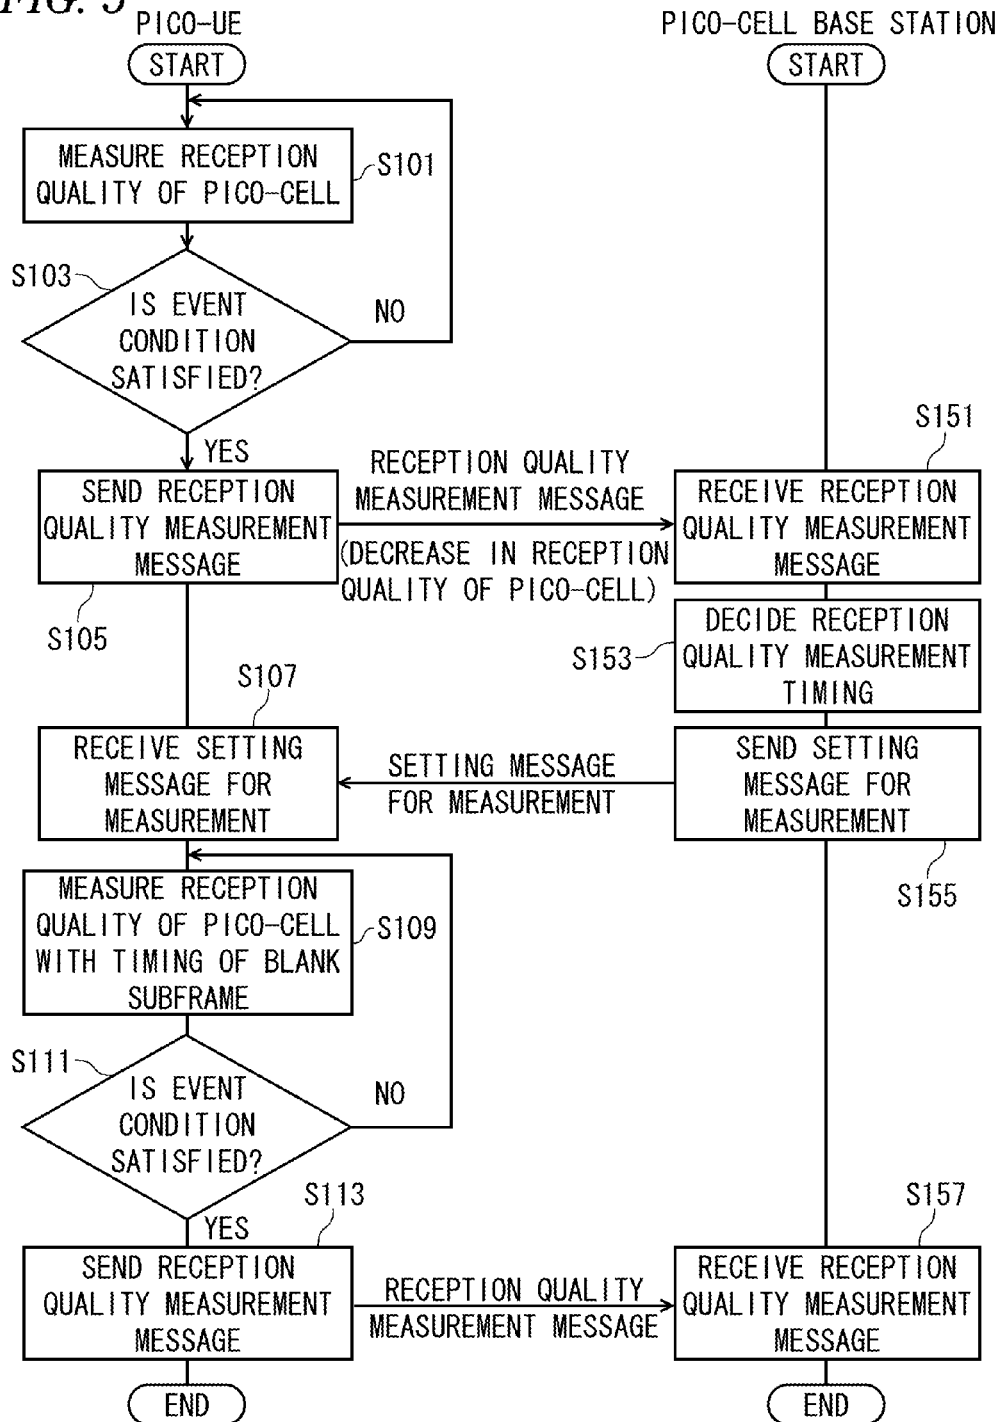 PICO-UE
PICO-CELL BASE STATION
START
START
MEASURE RECEPTION
QUALITY OF PICO-CELL
S101
S103
IS EVENT
CONDITION
SATISFIED?
NO
YES
SEND RECEPTION
QUALITY MEASUREMENT
MESSAGE
S105
RECEPTION QUALITY
MEASUREMENT MESSAGE
(DECREASE IN RECEPTION
QUALITY OF PICO-CELL)
S151
RECEIVE RECEPTION
QUALITY MEASUREMENT
MESSAGE
S153
DECIDE RECEPTION
QUALITY MEASUREMENT
TIMING
S107
RECEIVE SETTING
MESSAGE FOR
MEASUREMENT
SETTING MESSAGE
FOR MEASUREMENT
SEND SETTING
MESSAGE FOR
MEASUREMENT
S155
MEASURE RECEPTION
QUALITY OF PICO-CELL
WITH TIMING OF BLANK
SUBFRAME
S109
S111
IS EVENT
CONDITION
SATISFIED?
NO
YES
S113
SEND RECEPTION
QUALITY MEASUREMENT
MESSAGE
RECEPTION QUALITY
MEASUREMENT MESSAGE
S157
RECEIVE RECEPTION
QUALITY MEASUREMENT
MESSAGE
END
END